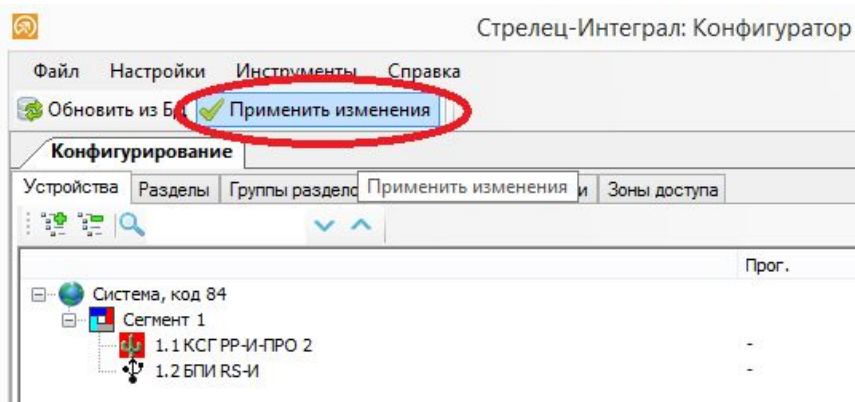 Стрелец-Интеграл: Конфигуратор
Файл Настройки Инструменты Справка
Обновить из БД Применить изменения
Конфигурирование
Устройства Разделы Группы Применить изменения Зоны доступа
Прог.
Система, код 84
Сегмент 1
1.1 КСГ РР-И-ПРО 2 -
1.2 БПИ RS-И -